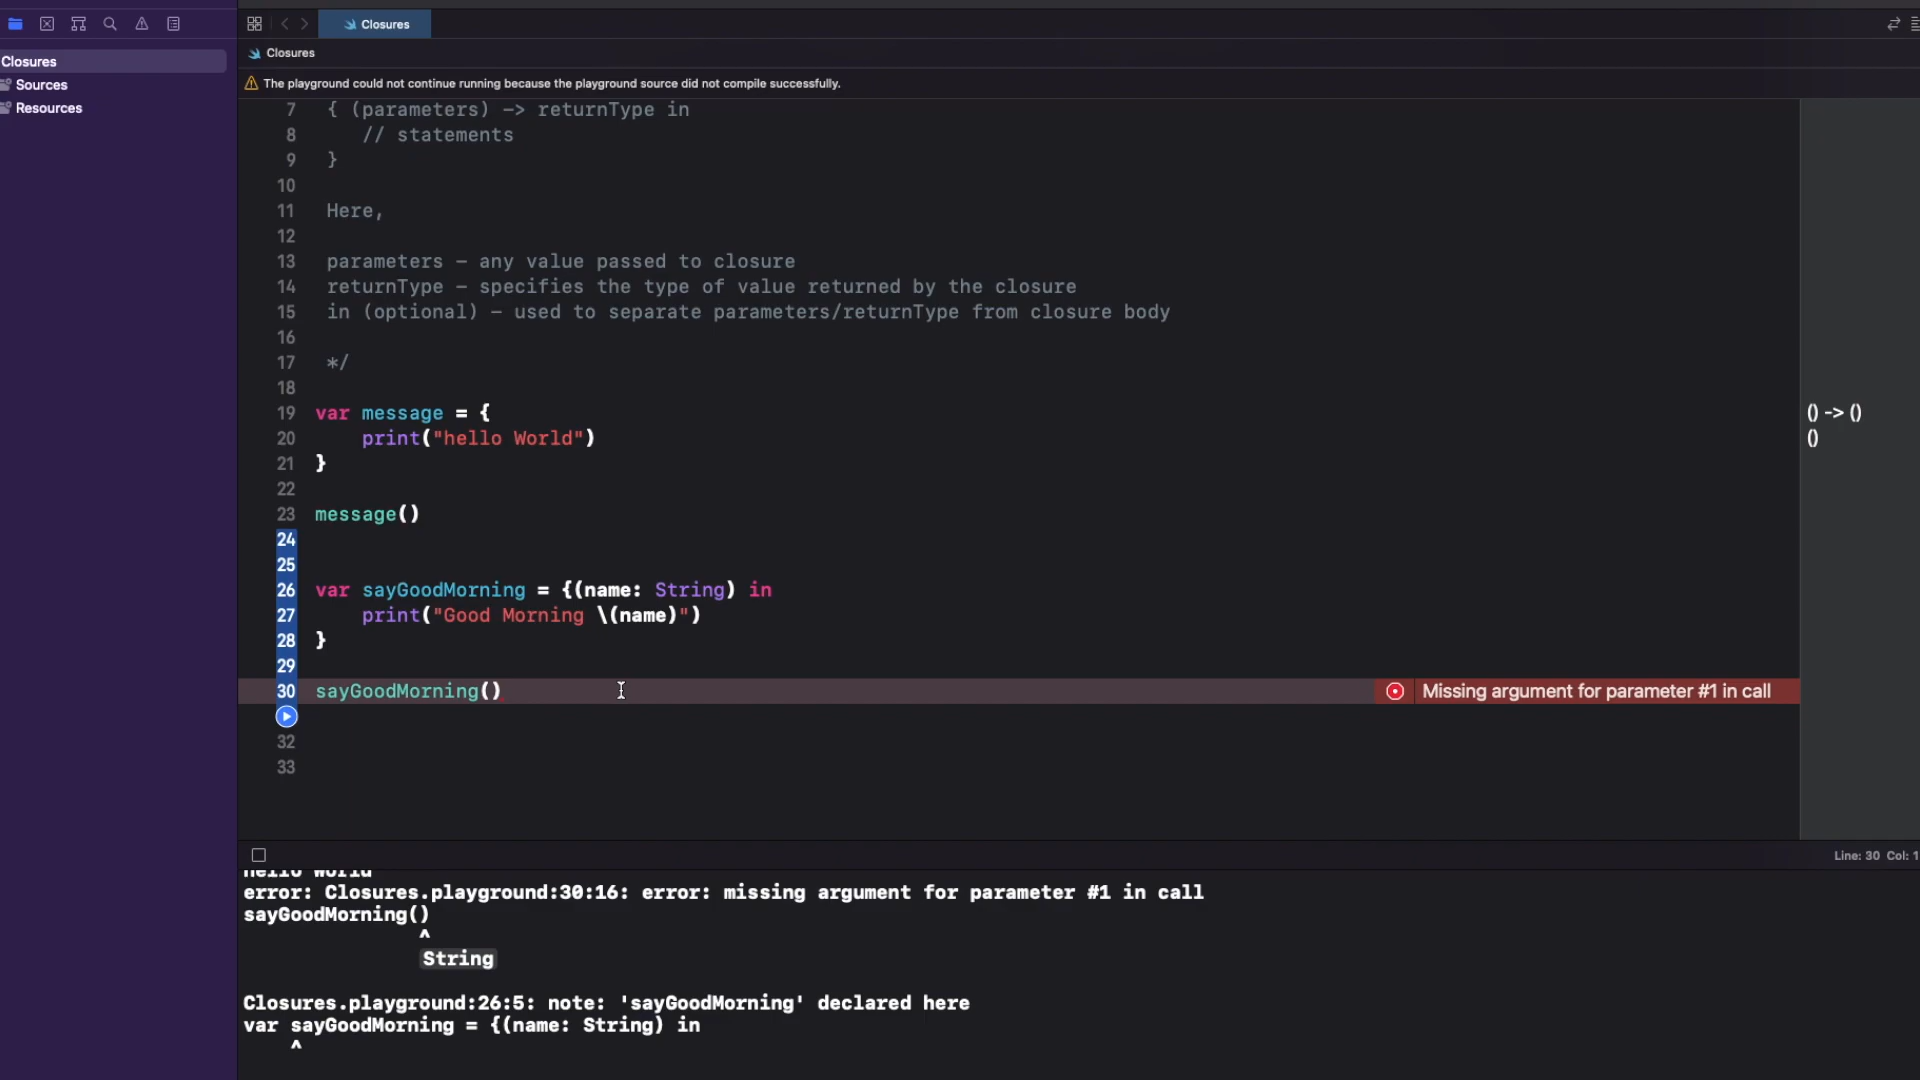 Closures
Closures
Closures
Sources
Resources
The playground could not continue running because the playground source did not compile successfully.
7 { (parameters) -> returnType in
8 // statements
9 }
10
11 Here,
12
13 parameters - any value passed to closure
14 returnType - specifies the type of value returned by the closure
15 in (optional) - used to separate parameters/returnType from closure body
16
17 */
18
19 var message = { () -> ()
20 print("hello World") ()
21 }
22
23 message()
24
25
26 var sayGoodMorning = {(name: String) in
27 print("Good Morning \(name)")
28 }
29
30 sayGoodMorning() Missing argument for parameter #1 in call
32
33
Line: 30 Col: 1
hello World
error: Closures.playground:30:16: error: missing argument for parameter #1 in call
sayGoodMorning()
^
String
Closures.playground:26:5: note: 'sayGoodMorning' declared here
var sayGoodMorning = {(name: String) in
^